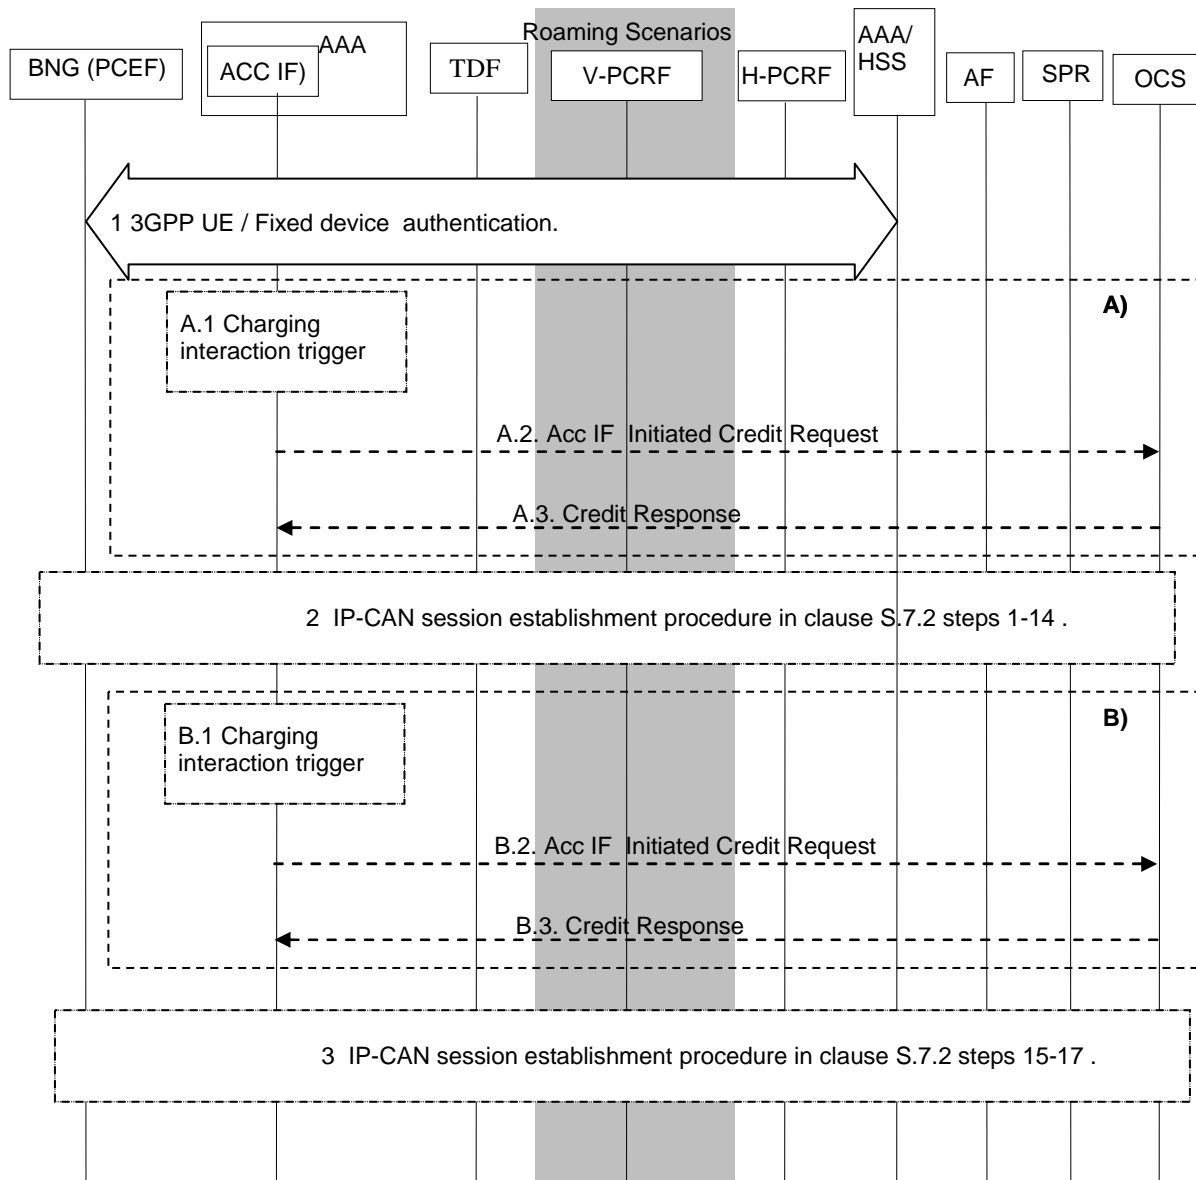 Roaming Scenarios
BNG (PCEF)
AAA
ACC IF)
TDF
V-PCRF
H-PCRF
AAA/
HSS
AF
SPR
OCS
1 3GPP UE / Fixed device authentication.
A)
A.1 Charging
interaction trigger
A.2. Acc IF Initiated Credit Request
A.3. Credit Response
2 IP-CAN session establishment procedure in clause S.7.2 steps 1-14 .
B)
B.1 Charging
interaction trigger
B.2. Acc IF Initiated Credit Request
B.3. Credit Response
3 IP-CAN session establishment procedure in clause S.7.2 steps 15-17 .